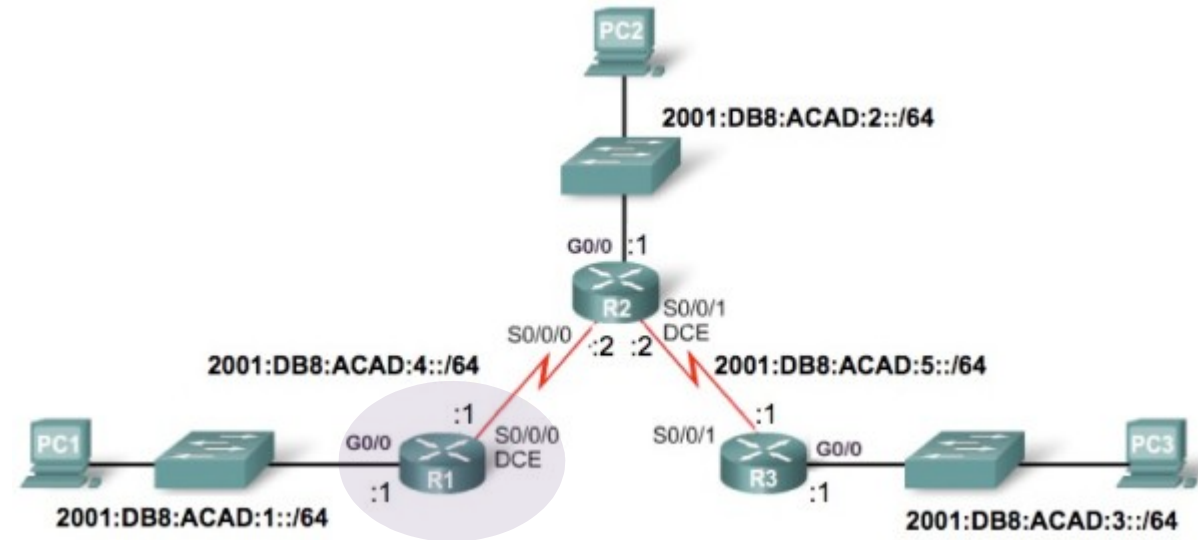 PC2
2001:DB8:ACAD:2::/64
G0/0 :1
R2
S0/0/1
DCE
S0/0/0
:2 :2
2001:DB8:ACAD:4::/64
2001:DB8:ACAD:5::/64
:1
:1
PC1
G0/0
S0/0/0
DCE
R1
:1
S0/0/1
G0/0
R3
:1
PC3
2001:DB8:ACAD:1::/64
2001:DB8:ACAD:3::/64